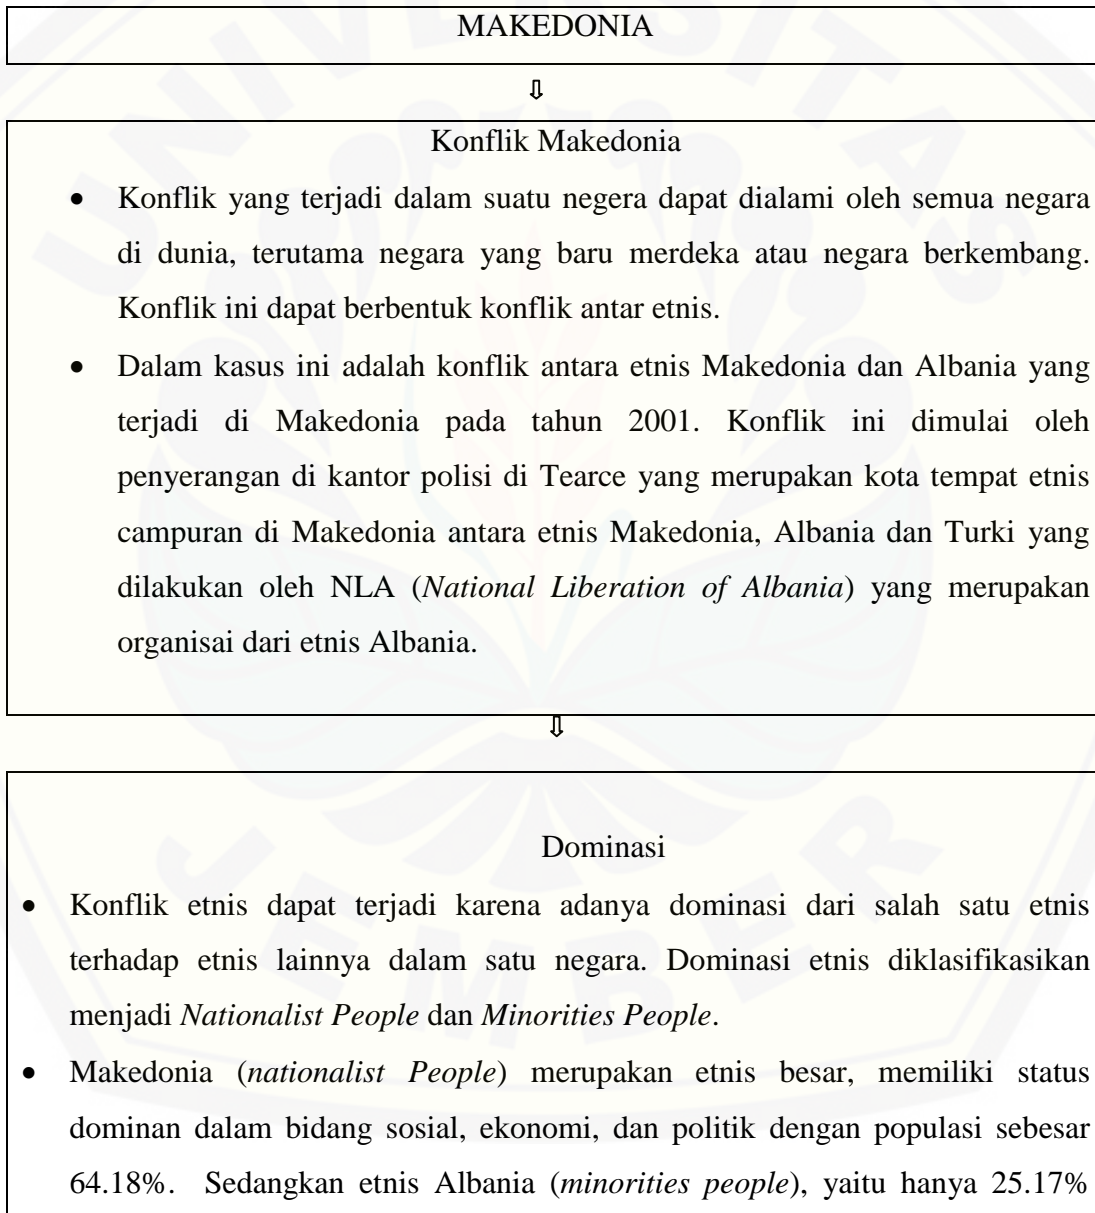 MAKEDONIA
⇩
Konflik Makedonia
• Konflik yang terjadi dalam suatu negera dapat dialami oleh semua negara
di dunia, terutama negara yang baru merdeka atau negara berkembang.
Konflik ini dapat berbentuk konflik antar etnis.
• Dalam kasus ini adalah konflik antara etnis Makedonia dan Albania yang
terjadi di Makedonia pada tahun 2001. Konflik ini dimulai oleh
penyerangan di kantor polisi di Tearce yang merupakan kota tempat etnis
campuran di Makedonia antara etnis Makedonia, Albania dan Turki yang
dilakukan oleh NLA (National Liberation of Albania) yang merupakan
organisai dari etnis Albania.
⇩
Dominasi
• Konflik etnis dapat terjadi karena adanya dominasi dari salah satu etnis
terhadap etnis lainnya dalam satu negara. Dominasi etnis diklasifikasikan
menjadi Nationalist People dan Minorities People.
• Makedonia (nationalist People) merupakan etnis besar, memiliki status
dominan dalam bidang sosial, ekonomi, dan politik dengan populasi sebesar
64.18%. Sedangkan etnis Albania (minorities people), yaitu hanya 25.17%
UNIVERSITAS
JEMBER